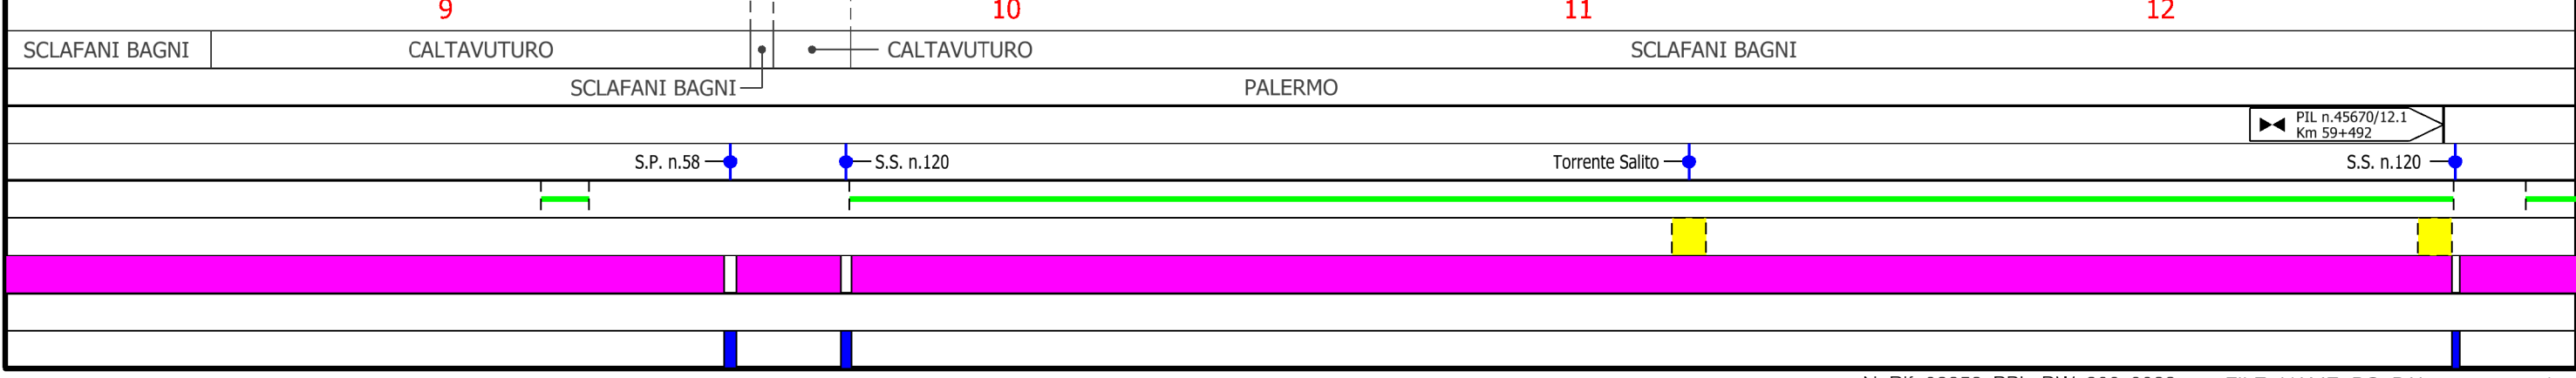 9 10 11 12
SCLAFANI BAGNI CALTAVUTURO CALTAVUTURO SCLAFANI BAGNI
SCLAFANI BAGNI PALERMO
PIL n.45670/12.1
Km 59+492
S.P. n.58 S.S. n.120 Torrente Salito S.S. n.120